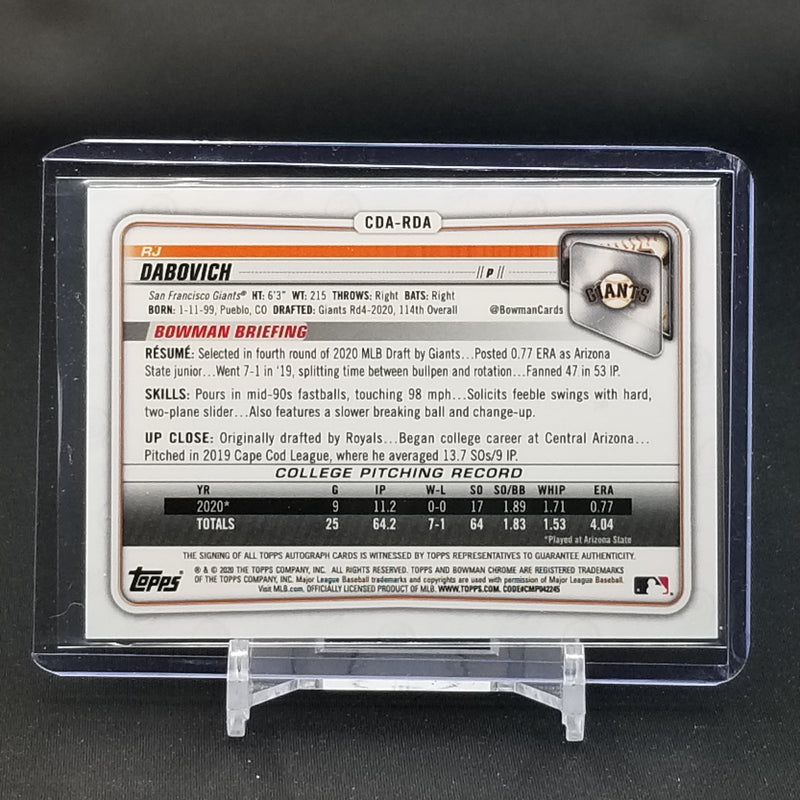 CDA-RDA
RJ
DABOVICH
// P //
GIANTS
San Francisco Giants® HT: 6'3" WT: 215 THROWS: Right BATS: Right
BORN: 1-11-99, Pueblo, CO DRAFTED: Giants Rd4-2020, 114th Overall @BowmanCards
BOWMAN BRIEFING
RÉSUMÉ: Selected in fourth round of 2020 MLB Draft by Giants...Posted 0.77 ERA as Arizona
State junior...Went 7-1 in '19, splitting time between bullpen and rotation...Fanned 47 in 53 IP.
SKILLS: Pours in mid-90s fastballs, touching 98 mph...Solicits feeble swings with hard,
two-plane slider...Also features a slower breaking ball and change-up.
UP CLOSE: Originally drafted by Royals...Began college career at Central Arizona...
Pitched in 2019 Cape Cod League, where he averaged 13.7 SOs/9 IP.
COLLEGE PITCHING RECORD
YR G IP W-L SO SO/BB WHIP ERA
2020* 9 11.2 0-0 17 1.89 1.71 0.77
TOTALS 25 64.2 7-1 64 1.83 1.53 4.04
*Played at Arizona State
THE SIGNING OF ALL TOPPS AUTOGRAPH CARDS IS WITNESSED BY TOPPS REPRESENTATIVES TO GUARANTEE AUTHENTICITY.
Topps
® & © 2020 THE TOPPS COMPANY, INC. ALL RIGHTS RESERVED. TOPPS AND BOWMAN CHROME ARE REGISTERED TRADEMARKS
OF THE TOPPS COMPANY, INC. Major League Baseball trademarks and copyrights are used with permission of Major League Baseball.
Visit MLB.com. OFFICIALLY LICENSED PRODUCT OF MLB. WWW.TOPPS.COM. CODE#CMP042245